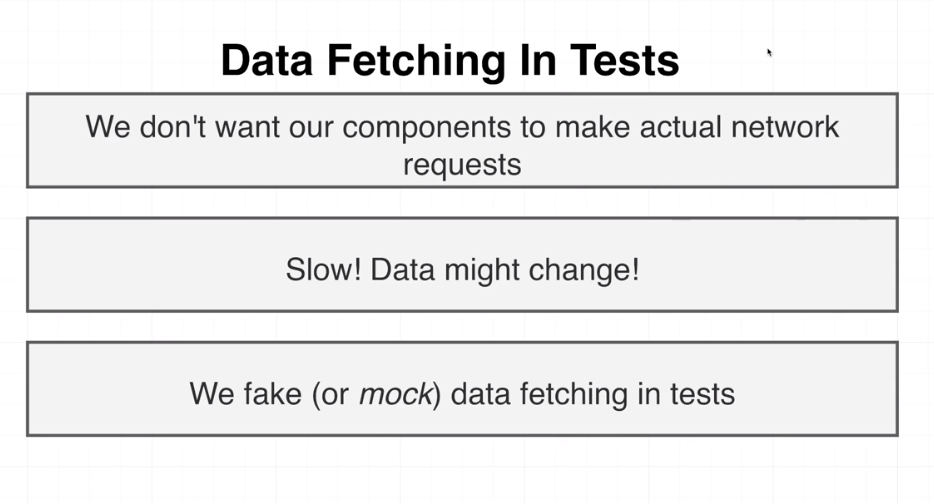 Data Fetching In Tests
We don't want our components to make actual network
requests
Slow! Data might change!
We fake (or mock) data fetching in tests